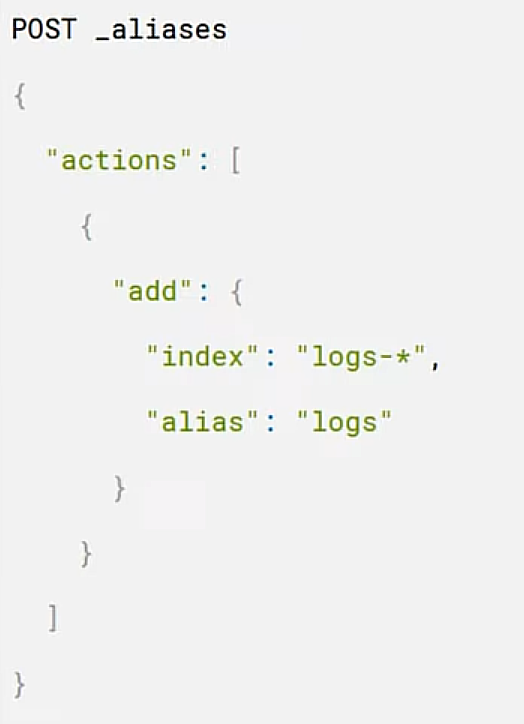 POST _aliases
{
  "actions": [
    {
      "add": {
        "index": "logs-*",
        "alias": "logs"
      }
    }
  ]
}